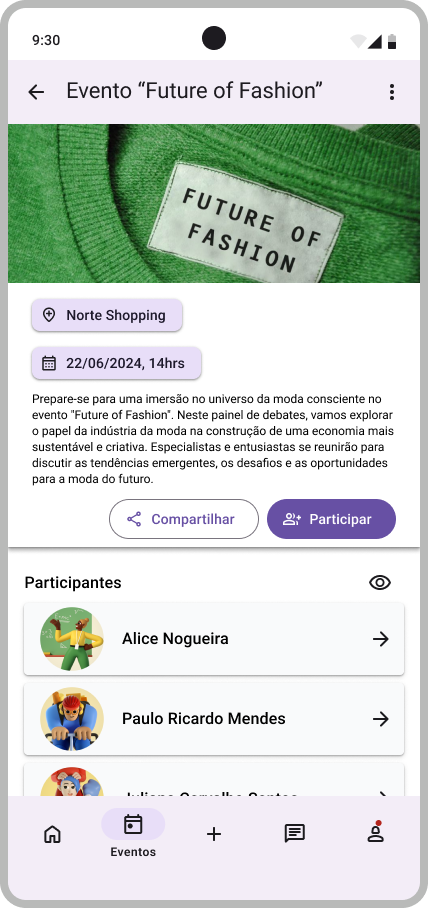 9:30
Evento “Future of Fashion”
FUTURE OF
FASHION
Norte Shopping
22/06/2024, 14hrs
Prepare-se para uma imersão no universo da moda consciente no
evento "Future of Fashion". Neste painel de debates, vamos explorar
o papel da indústria da moda na construção de uma economia mais
sustentável e criativa. Especialistas e entusiastas se reunirão para
discutir as tendências emergentes, os desafios e as oportunidades
para a moda do futuro.
Compartilhar
Participar
Participantes
Alice Nogueira
Paulo Ricardo Mendes
Eventos